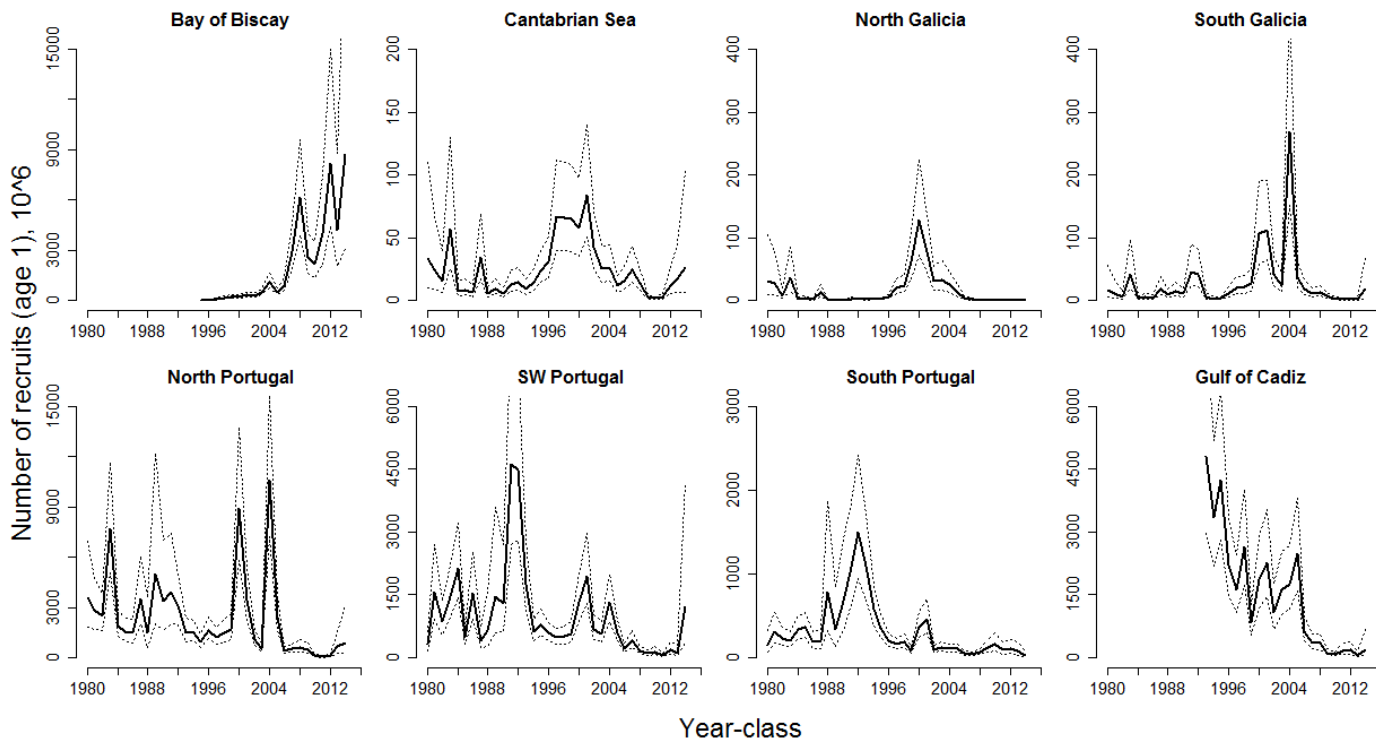 Number of recruits (age 1), 10^6
Bay of Biscay
15000
9000
3000
0
1980 1988 1996 2004 2012
Cantabrian Sea
200
150
100
50
0
1980 1988 1996 2004 2012
North Galicia
400
300
200
100
0
1980 1988 1996 2004 2012
South Galicia
400
300
200
100
0
1980 1988 1996 2004 2012
North Portugal
15000
9000
3000
0
1980 1988 1996 2004 2012
SW Portugal
6000
4500
3000
1500
0
1980 1988 1996 2004 2012
South Portugal
3000
2000
1000
0
1980 1988 1996 2004 2012
Gulf of Cadiz
6000
4500
3000
1500
0
1980 1988 1996 2004 2012
Year-class